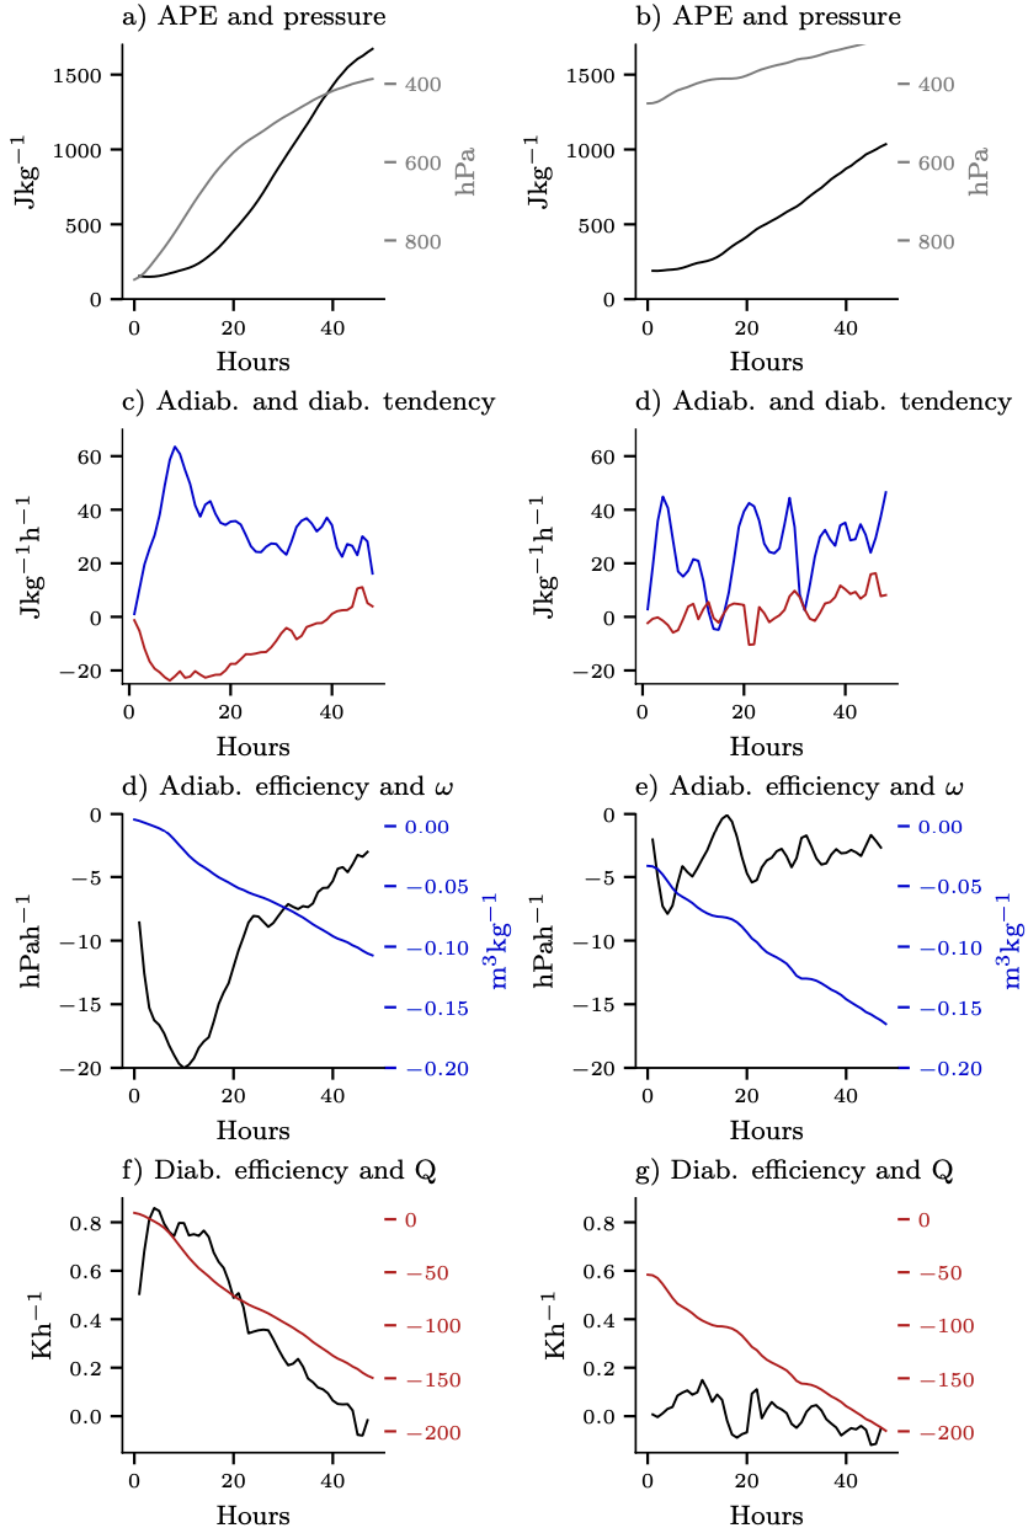 a) APE and pressure
b) APE and pressure
1500
1000
500
0
Jkg⁻¹
400
600
800
hPa
0 20 40
Hours
1500
1000
500
0
Jkg⁻¹
400
600
800
hPa
0 20 40
Hours
c) Adiab. and diab. tendency
d) Adiab. and diab. tendency
60
40
20
0
−20
Jkg⁻¹h⁻¹
0 20 40
Hours
60
40
20
0
−20
Jkg⁻¹h⁻¹
0 20 40
Hours
d) Adiab. efficiency and ω
e) Adiab. efficiency and ω
0
−5
−10
−15
−20
hPah⁻¹
0.00
−0.05
−0.10
−0.15
−0.20
m³kg⁻¹
0 20 40
Hours
0
−5
−10
−15
−20
hPah⁻¹
0.00
−0.05
−0.10
−0.15
−0.20
m³kg⁻¹
0 20 40
Hours
f) Diab. efficiency and Q
g) Diab. efficiency and Q
0.8
0.6
0.4
0.2
0.0
Kh⁻¹
0
−50
−100
−150
−200
0 20 40
Hours
0.8
0.6
0.4
0.2
0.0
Kh⁻¹
0
−50
−100
−150
−200
0 20 40
Hours